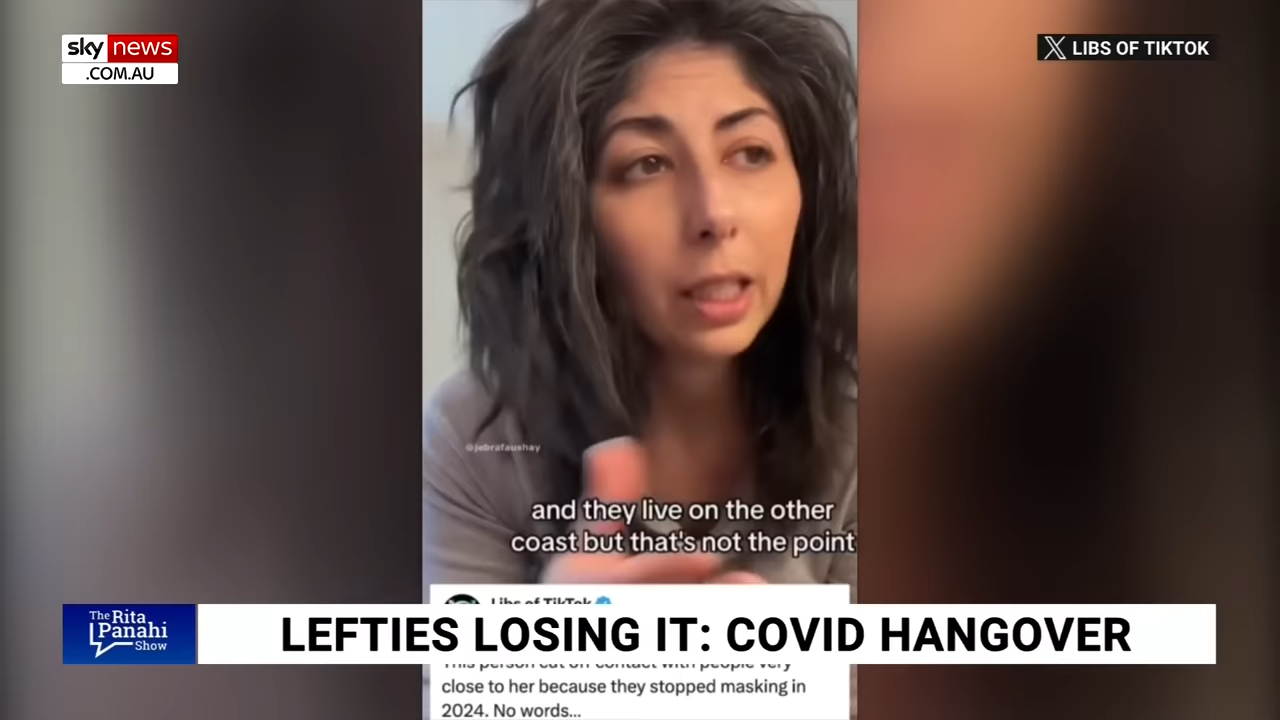 sky news
.COM.AU
X LIBS OF TIKTOK
@jebrafaushay
and they live on the other
coast but that's not the point
Libs of TikTok
The Rita Panahi Show
LEFTIES LOSING IT: COVID HANGOVER
This person cut off contact with people very
close to her because they stopped masking in
2024. No words...